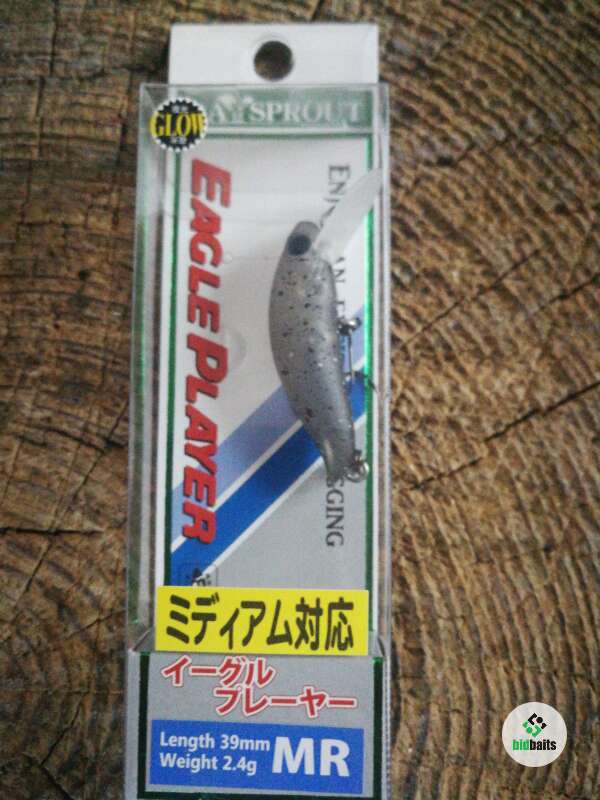 GLOW
SPROUT
EAGLE PLAYER
GGING
ミディアム対応
イーグル
プレーヤー
Length 39mm
Weight 2.4g
MR
bidbaits